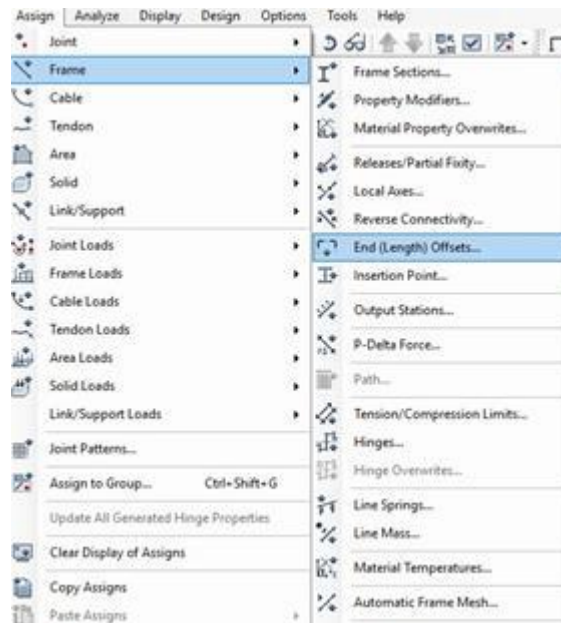 Assign Analyze Display Design Options Tools Help
Joint
Frame
Cable
Tendon
Area
Solid
Link/Support
Joint Loads
Frame Loads
Cable Loads
Tendon Loads
Area Loads
Solid Loads
Link/Support Loads
Joint Patterns...
Assign to Group... Ctrl+Shift+G
Update All Generated Hinge Properties
Clear Display of Assigns
Copy Assigns
Paste Assigns
Frame Sections...
Property Modifiers...
Material Property Overwrites...
Releases/Partial Fixity...
Local Axes...
Reverse Connectivity...
End (Length) Offsets...
Insertion Point...
Output Stations...
P-Delta Force...
Path...
Tension/Compression Limits...
Hinges...
Hinge Overwrites...
Line Springs...
Line Mass...
Material Temperatures...
Automatic Frame Mesh...